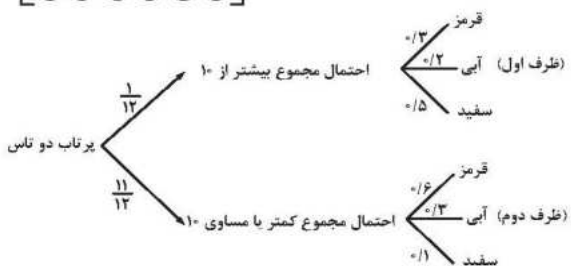 قرمز
۰/۳
(ظرف اول) آبی ۰/۲
احتمال مجموع بیشتر از ۱۰
۰/۵
سفید
۱/۱۲
پرتاب دو تاس
۱۱/۱۲
قرمز
۰/۶
(ظرف دوم) آبی ۰/۳
احتمال مجموع کمتر یا مساوی ۱۰
۰/۱
سفید